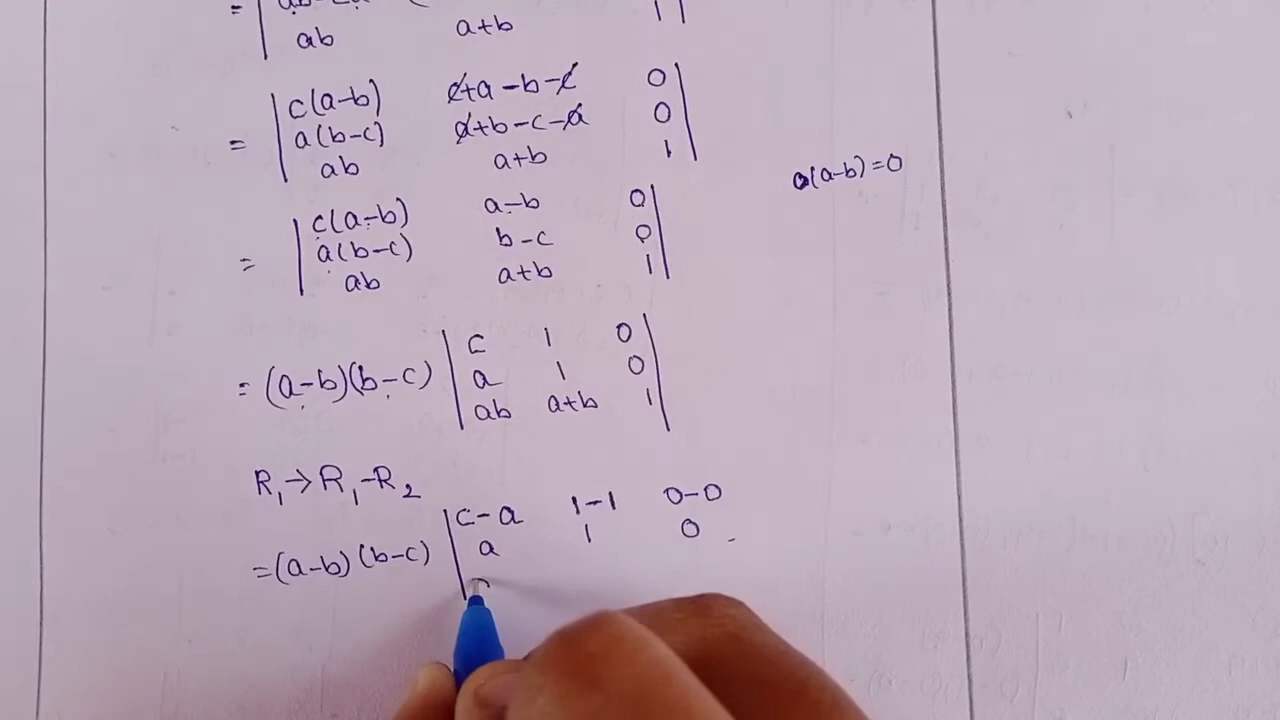 =
ab a+b 1
c(a-b) c+a-b-c 0
= a(b-c) a+b-c-a 0
ab a+b 1
a(a-b)=0
c(a-b) a-b 0
= a(b-c) b-c 0
ab a+b 1
c 1 0
= (a-b)(b-c) a 1 0
ab a+b 1
R₁→R₁-R₂
c-a 1-1 0-0
=(a-b)(b-c) a 1 0